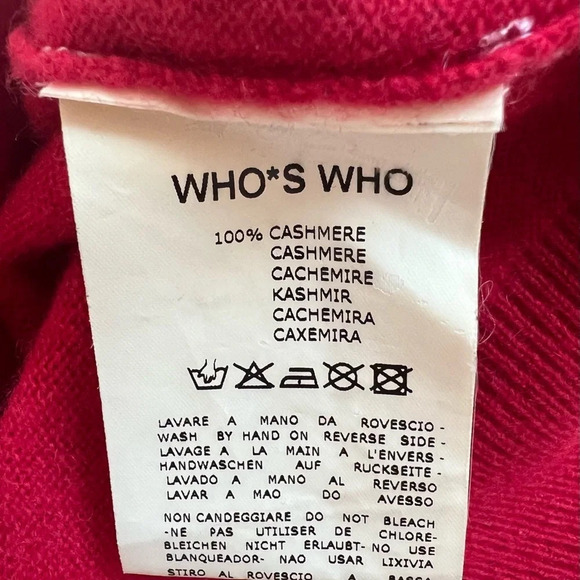 WHO*S WHO
100% CASHMERE
CASHMERE
CACHEMIRE
KASHMIR
CACHEMIRA
CAXEMIRA
LAVARE A MANO DA ROVESCIO -
WASH BY HAND ON REVERSE SIDE -
LAVAGE A LA MAIN A L'ENVERS -
HANDWASCHEN AUF RUCKSEITE -
LAVADO A MANO AL REVERSO
LAVAR A MAO DO AVESSO
NON CANDEGGIARE DO NOT BLEACH
-NE PAS UTILISER DE CHLORE-
BLEICHEN NICHT ERLAUBT- NO USE
BLANQUEADOR- NAO USAR LIXIVIA
STIRO AL ROVESCIO A BASSA